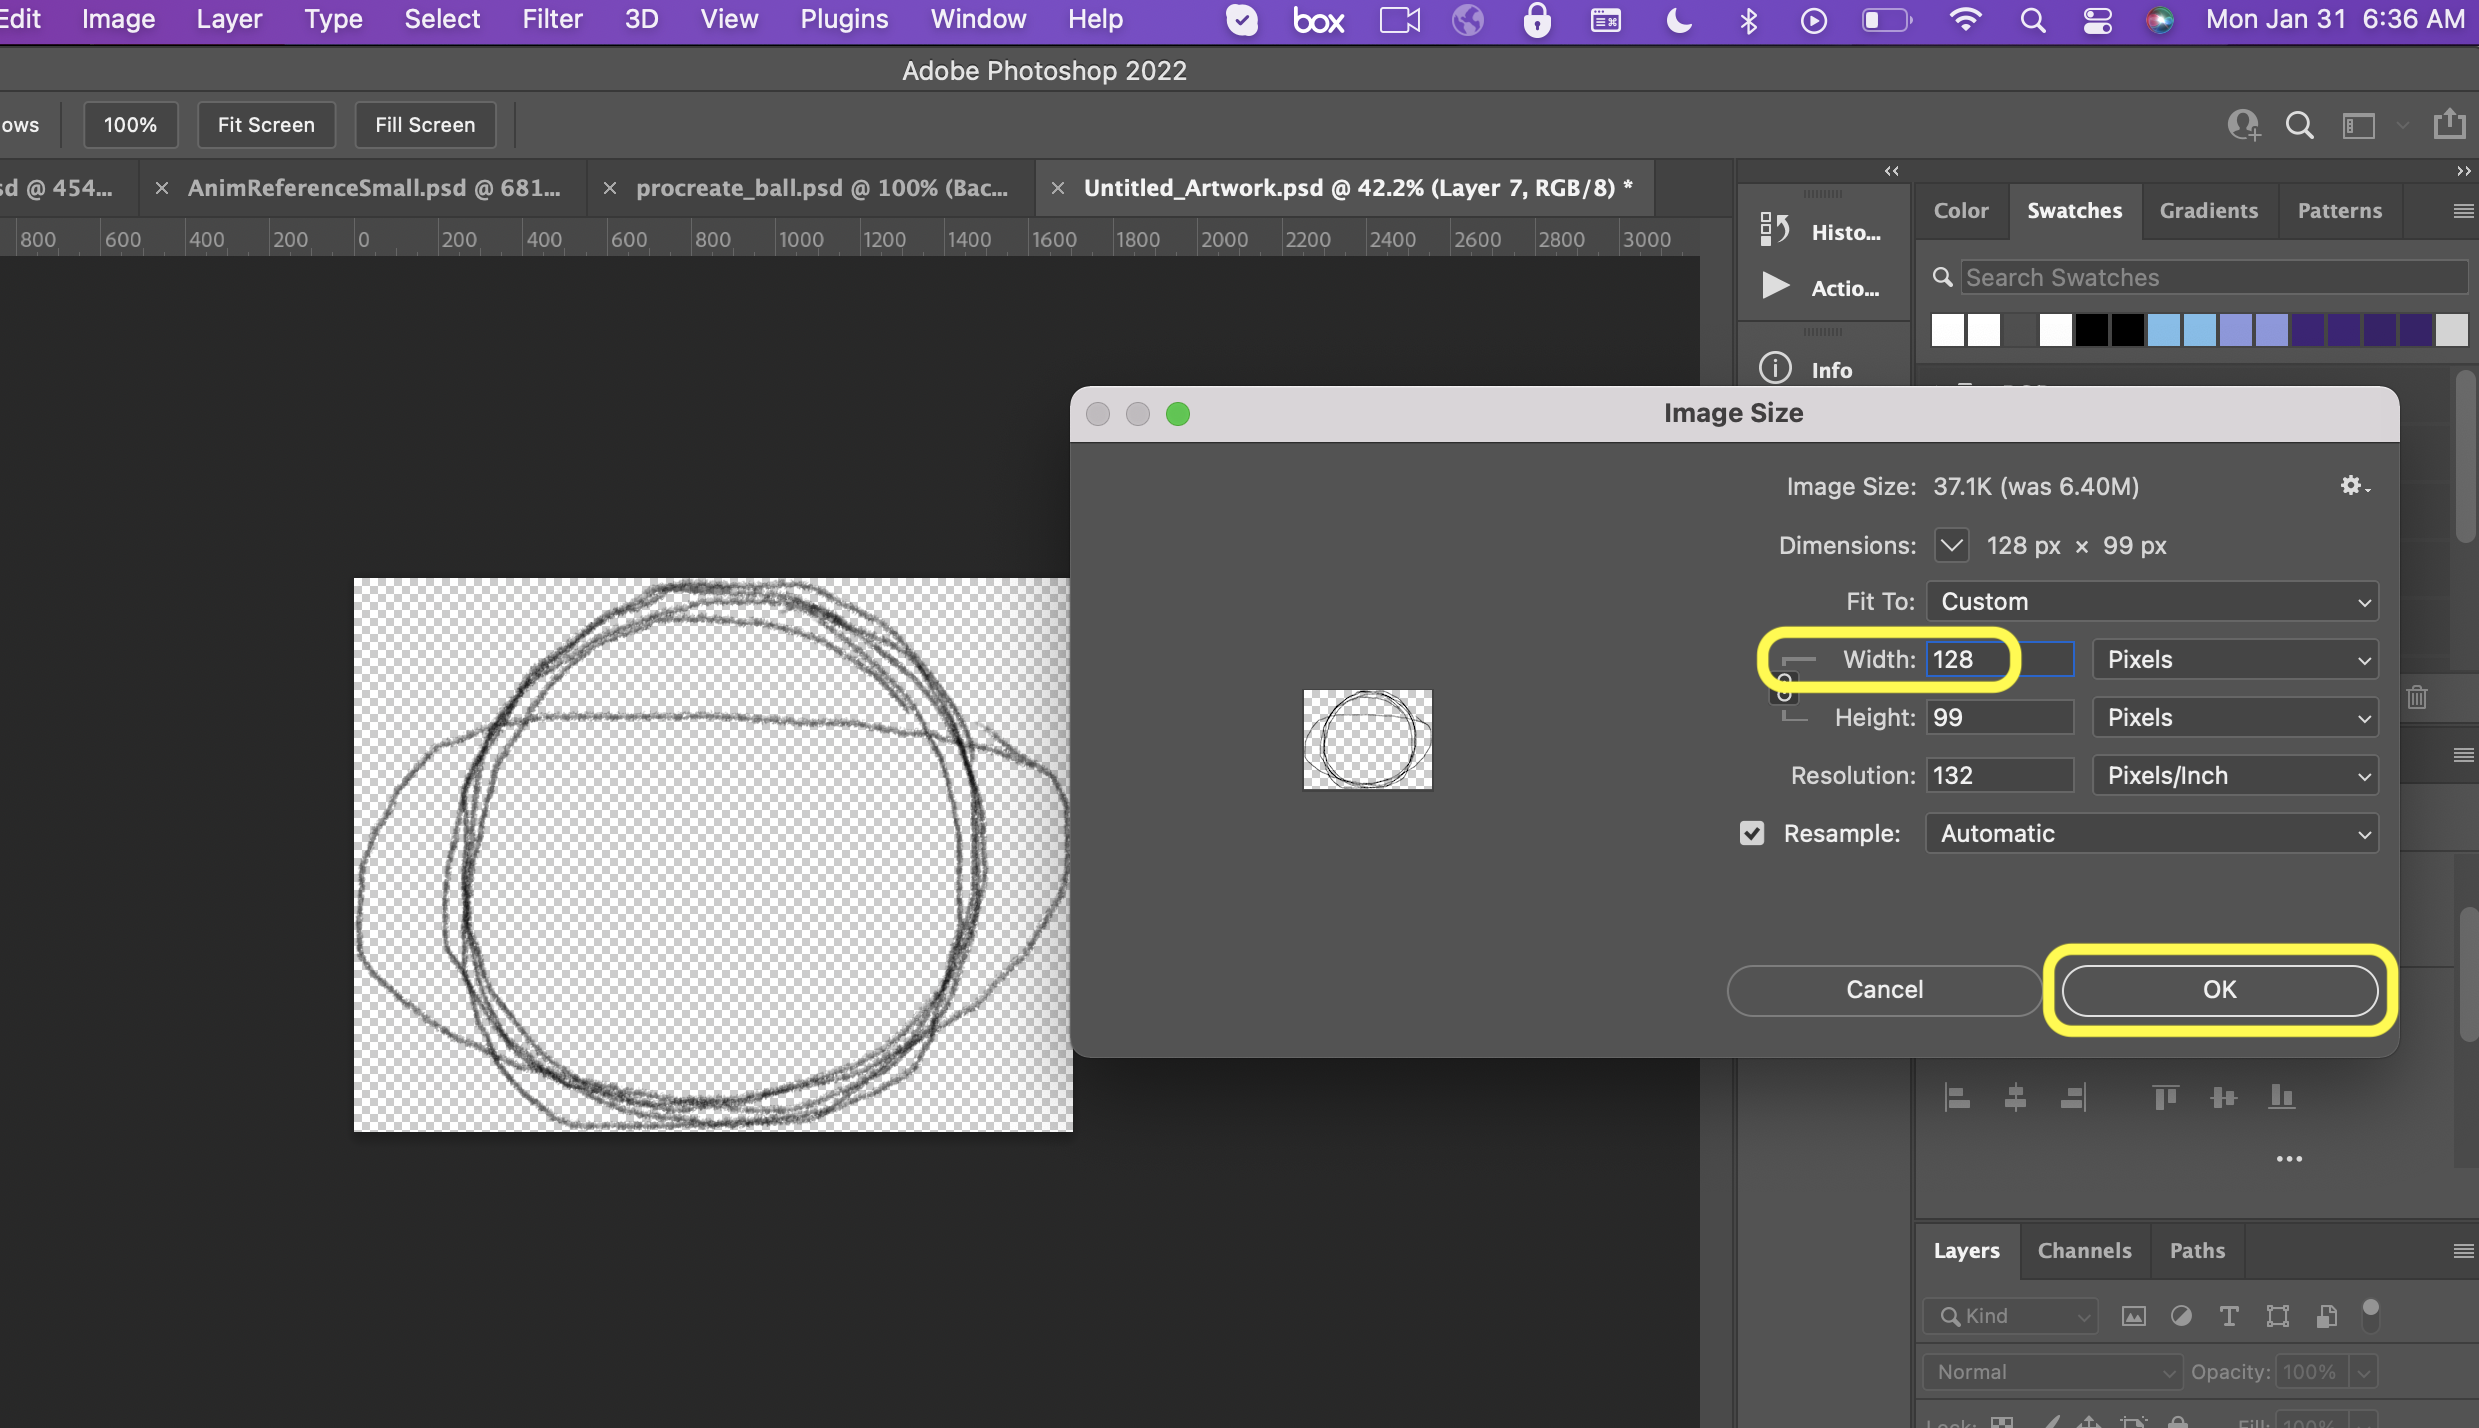 Edit Image Layer Type Select Filter 3D View Plugins Window Help box Mon Jan 31 6:36 AM
Adobe Photoshop 2022
ows 100% Fit Screen Fill Screen
sd @ 454... × AnimReferenceSmall.psd @ 681... × procreate_ball.psd @ 100% (Bac... × Untitled_Artwork.psd @ 42.2% (Layer 7, RGB/8) *
800 600 400 200 0 200 400 600 800 1000 1200 1400 1600 1800 2000 2200 2400 2600 2800 3000
Histo...
Actio...
Info
Color Swatches Gradients Patterns
Search Swatches
Image Size
Image Size: 37.1K (was 6.40M)
Dimensions: 128 px × 99 px
Fit To: Custom
Width: 128 Pixels
Height: 99 Pixels
Resolution: 132 Pixels/Inch
Resample: Automatic
Cancel OK
Layers Channels Paths
Kind
Normal Opacity: 100%
Lock: Fill: 100%